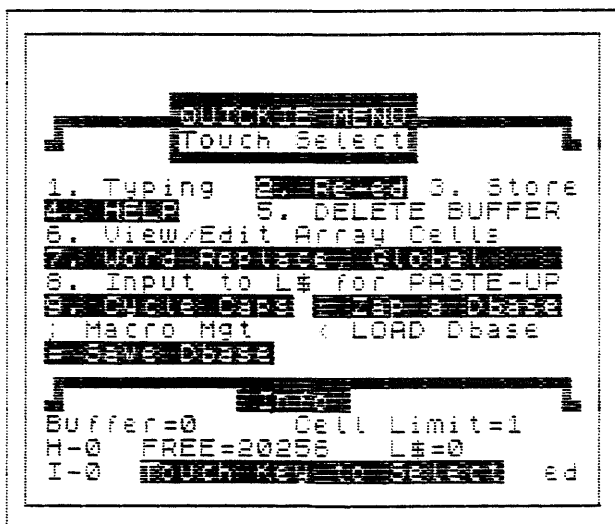 QUICKIE MENU
Touch Select
1. Typing 2. Re-ed 3. Store
4. HELP 5. DELETE BUFFER
6. View/Edit Array Cells
7. Word Replace Global
8. Input to L$ for PASTE-UP
9. Cycle Caps = Zap a Dbase
; Macro Mgt < LOAD Dbase
Save Dbase
Buffer=0 Cell Limit=1
H-0 FREE=20256 L$=0
I-0 Touch Key to Select ed